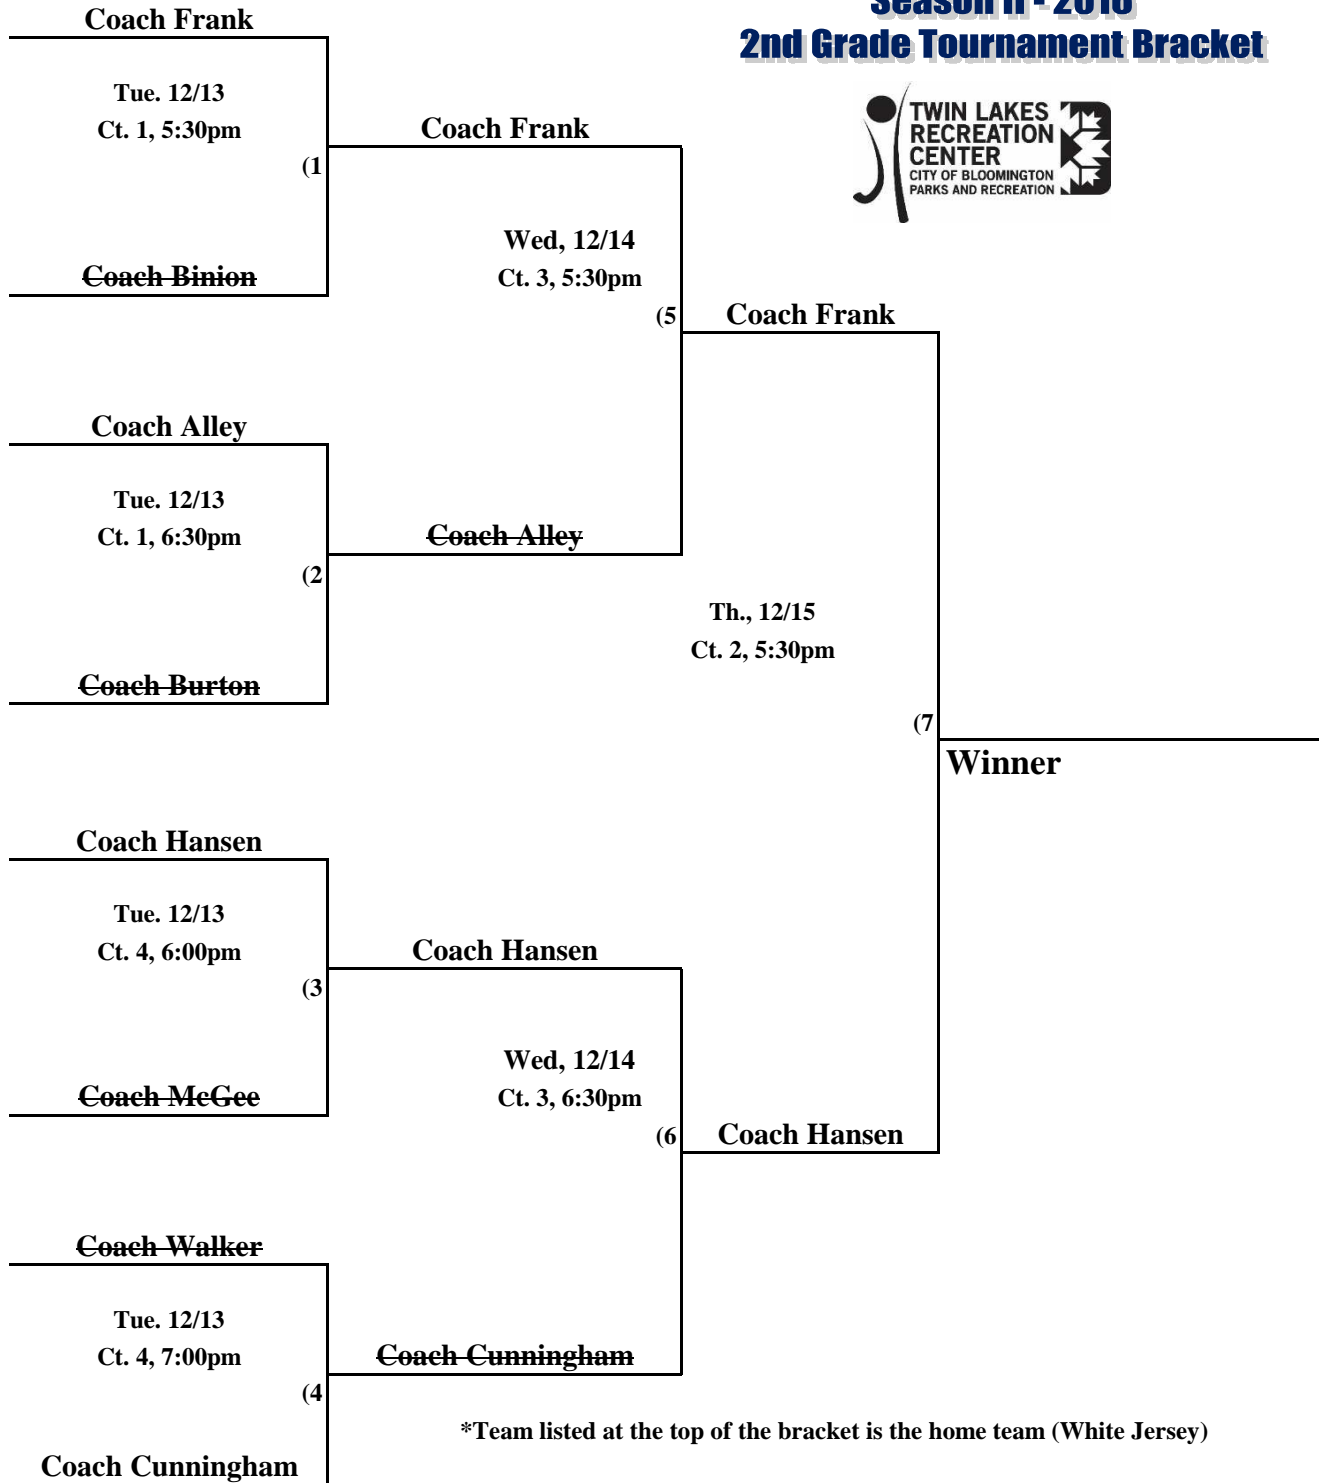 Season II - 2016
2nd Grade Tournament Bracket
TWIN LAKES
RECREATION
CENTER
CITY OF BLOOMINGTON
PARKS AND RECREATION
Coach Frank
Tue. 12/13
Ct. 1, 5:30pm
(1
Coach Binion
Coach Frank
Wed, 12/14
Ct. 3, 5:30pm
(5
Coach Frank
Coach Alley
Tue. 12/13
Ct. 1, 6:30pm
(2
Coach Alley
Coach Burton
Th., 12/15
Ct. 2, 5:30pm
(7
Winner
Coach Hansen
Tue. 12/13
Ct. 4, 6:00pm
(3
Coach Hansen
Coach McGee
Wed, 12/14
Ct. 3, 6:30pm
(6
Coach Hansen
Coach Walker
Tue. 12/13
Ct. 4, 7:00pm
(4
Coach Cunningham
Coach Cunningham
*Team listed at the top of the bracket is the home team (White Jersey)